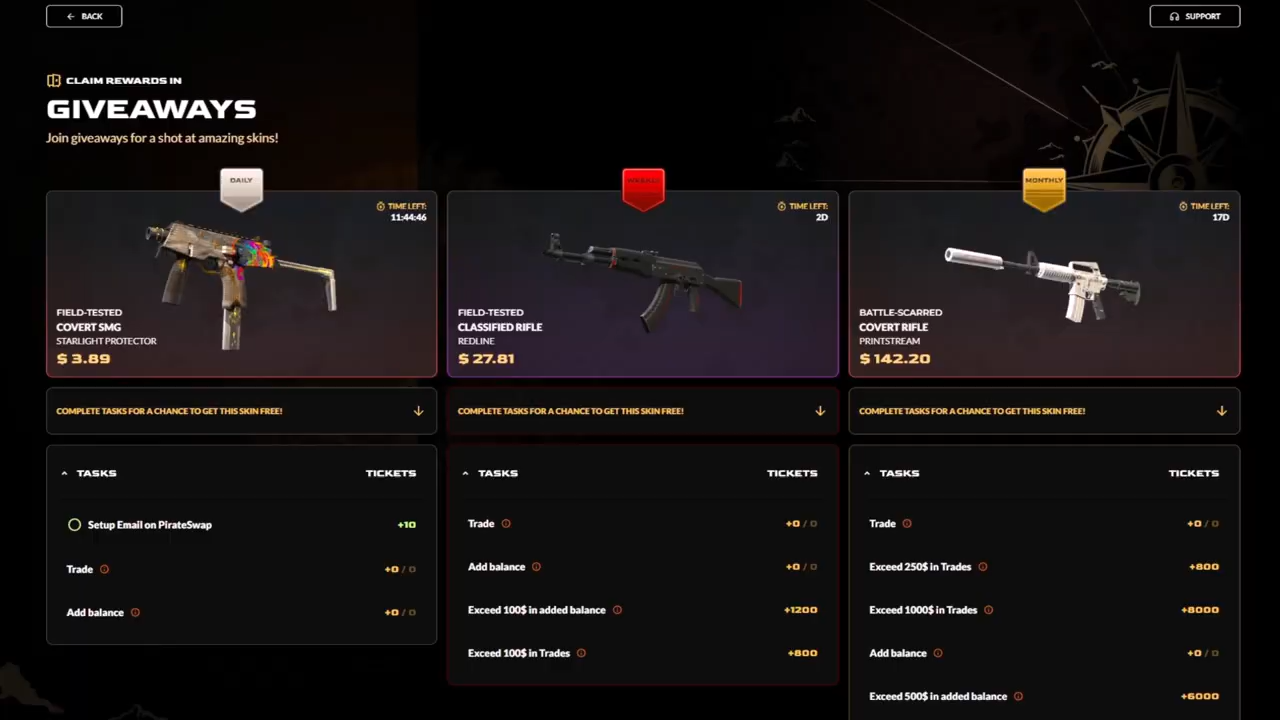 BACK
SUPPORT
CLAIM REWARDS IN
GIVEAWAYS
Join giveaways for a shot at amazing skins!
DAILY
TIME LEFT:
11:44:46
FIELD-TESTED
COVERT SMG
STARLIGHT PROTECTOR
$ 3.89
WEEKLY
TIME LEFT:
2D
FIELD-TESTED
CLASSIFIED RIFLE
REDLINE
$ 27.81
MONTHLY
TIME LEFT:
17D
BATTLE-SCARRED
COVERT RIFLE
PRINTSTREAM
$ 142.20
COMPLETE TASKS FOR A CHANCE TO GET THIS SKIN FREE!
COMPLETE TASKS FOR A CHANCE TO GET THIS SKIN FREE!
COMPLETE TASKS FOR A CHANCE TO GET THIS SKIN FREE!
TASKS TICKETS
Setup Email on PirateSwap +10
Trade +0 / 0
Add balance +0 / 0
TASKS TICKETS
Trade +0 / 0
Add balance +0 / 0
Exceed 100$ in added balance +1200
Exceed 100$ in Trades +800
TASKS TICKETS
Trade +0 / 0
Exceed 250$ in Trades +800
Exceed 1000$ in Trades +8000
Add balance +0 / 0
Exceed 500$ in added balance +6000